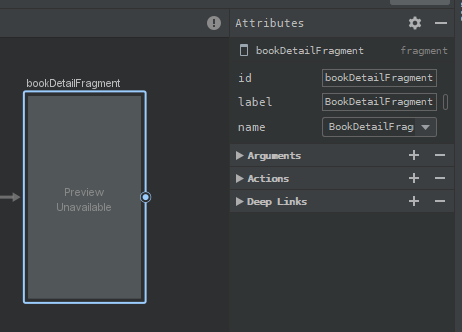 Attributes
bookDetailFragment fragment
bookDetailFragment
id bookDetailFragment
label BookDetailFragment
name BookDetailFrag
Preview
Unavailable
Arguments
Actions
Deep Links